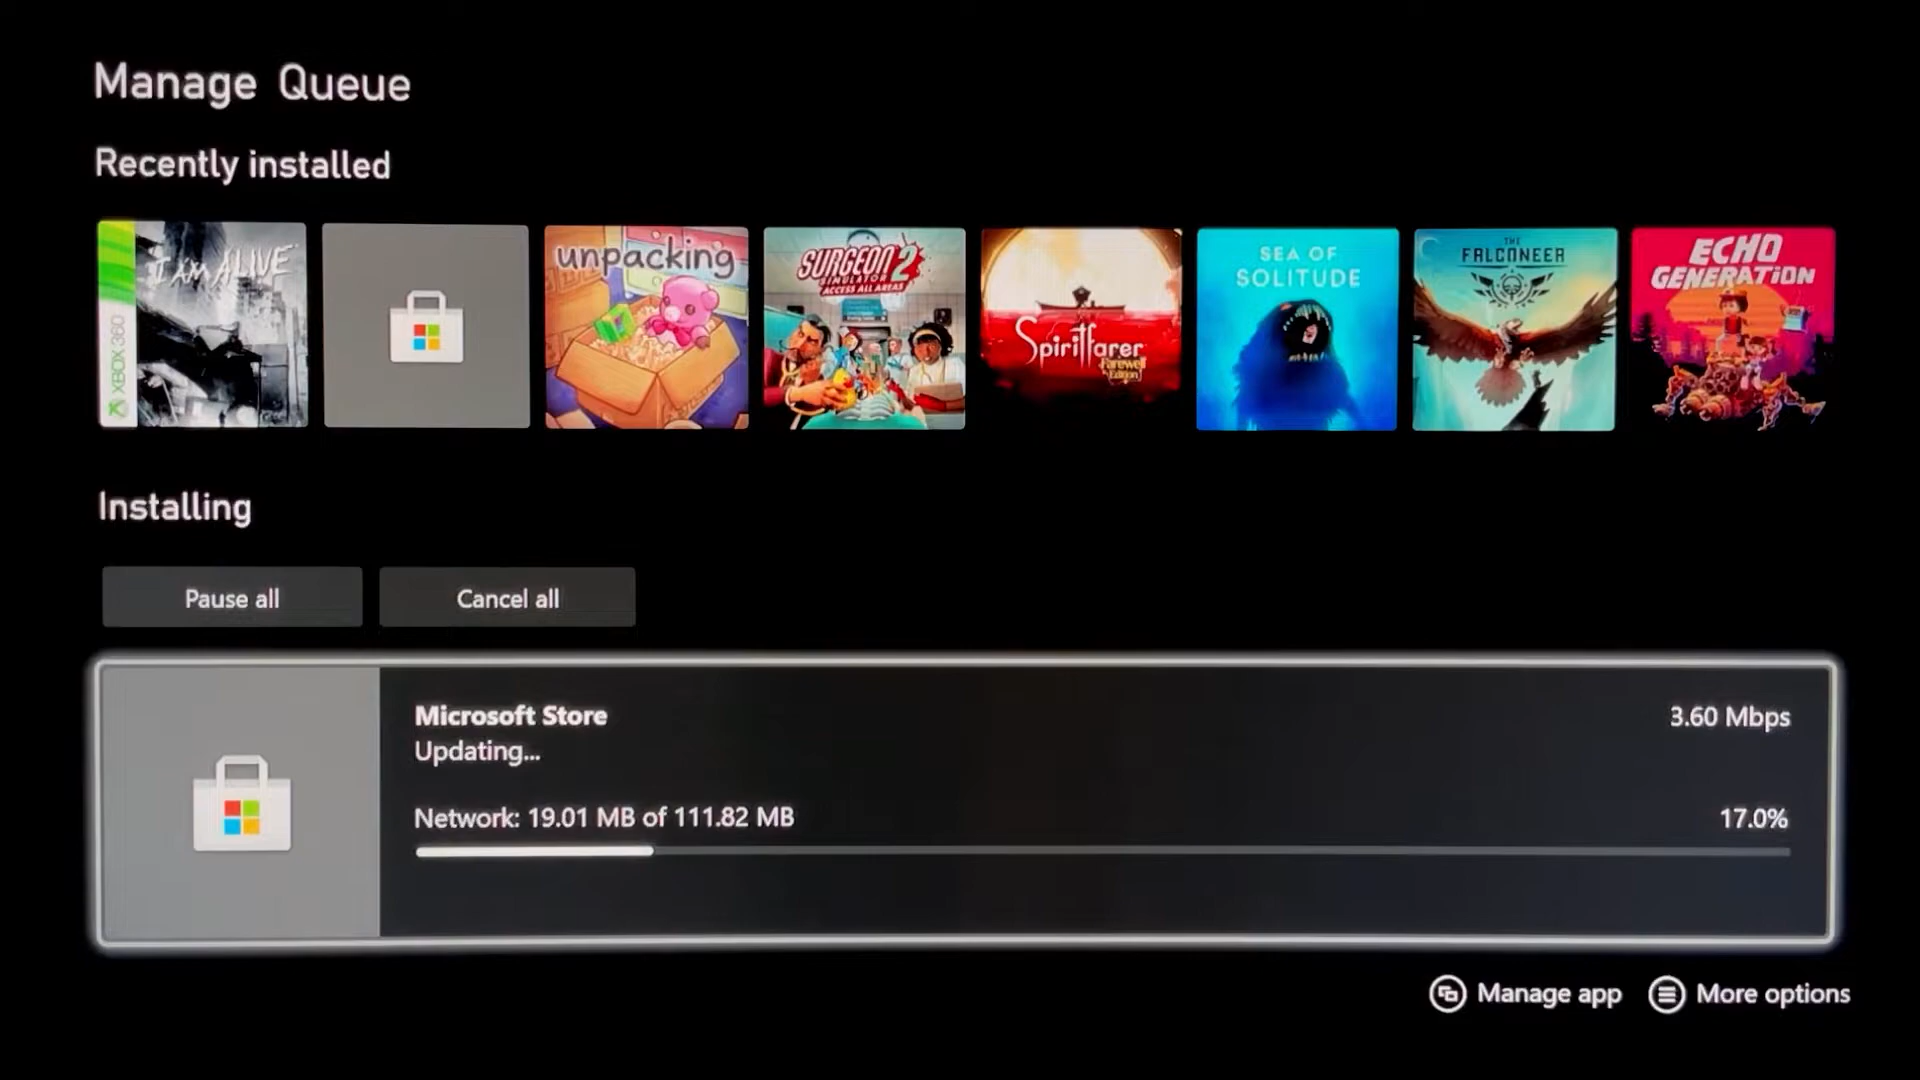 Manage Queue
Recently installed
I AM ALIVE
XBOX 360
unpacking
SURGEON 2
SIMULATOR
ACCESS ALL AREAS
Spiritfarer
Farewell
Edition
SEA OF
SOLITUDE
THE
FALCONEER
ECHO
GENERATION
Installing
Pause all
Cancel all
Microsoft Store
3.60 Mbps
Updating...
Network: 19.01 MB of 111.82 MB
17.0%
Manage app
More options